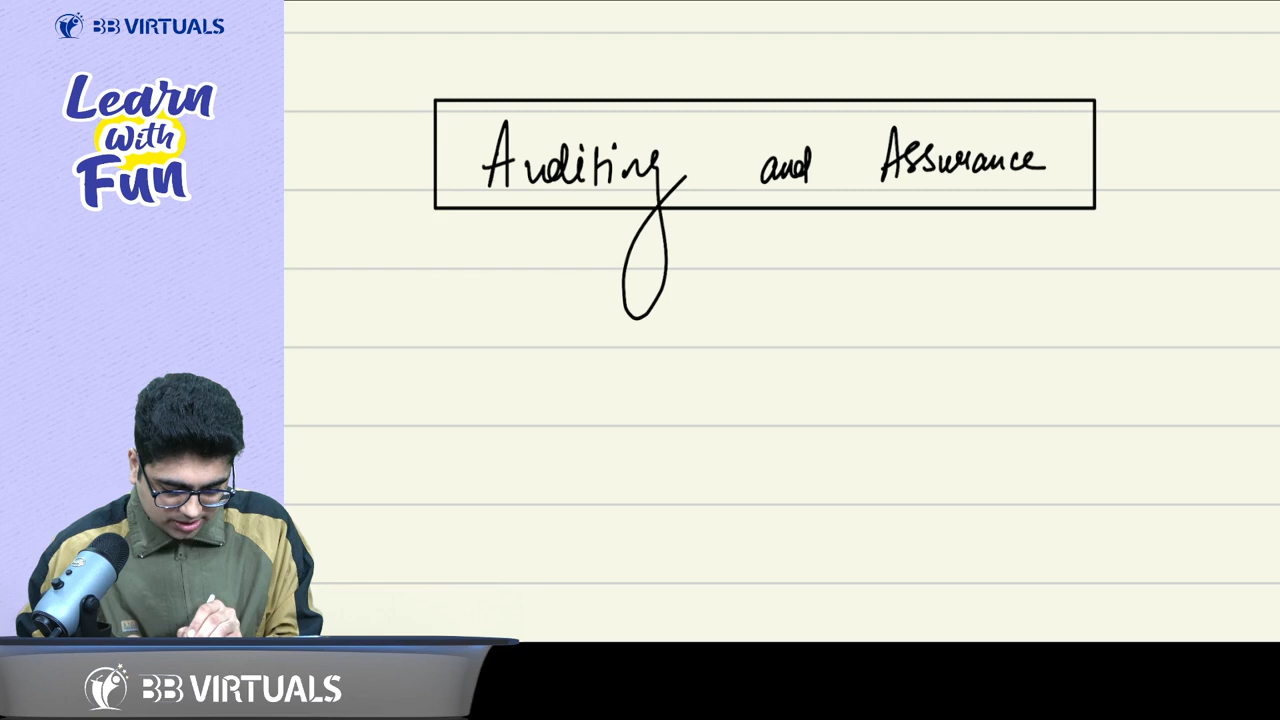 BB VIRTUALS
Learn
With
Fun
Auditing and Assurance
BB VIRTUALS